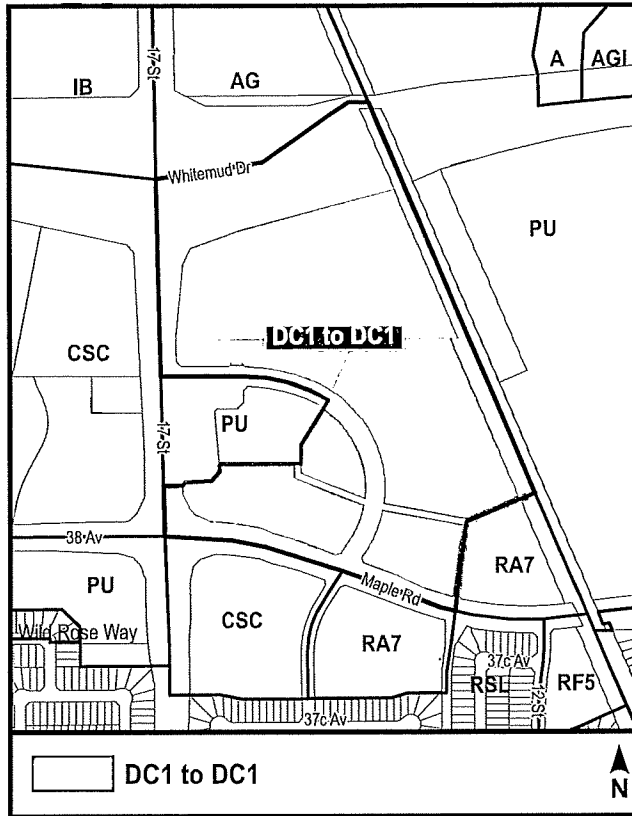 17 St
IB
AG
A
AGI
Whitemud Dr
PU
DC1 to DC1
CSC
PU
17 St
38 Av
PU
Maple Rd
RA7
CSC
Wild Rose Way
RA7
37c Av
RSL
12 St
RF5
37c Av
DC1 to DC1
N